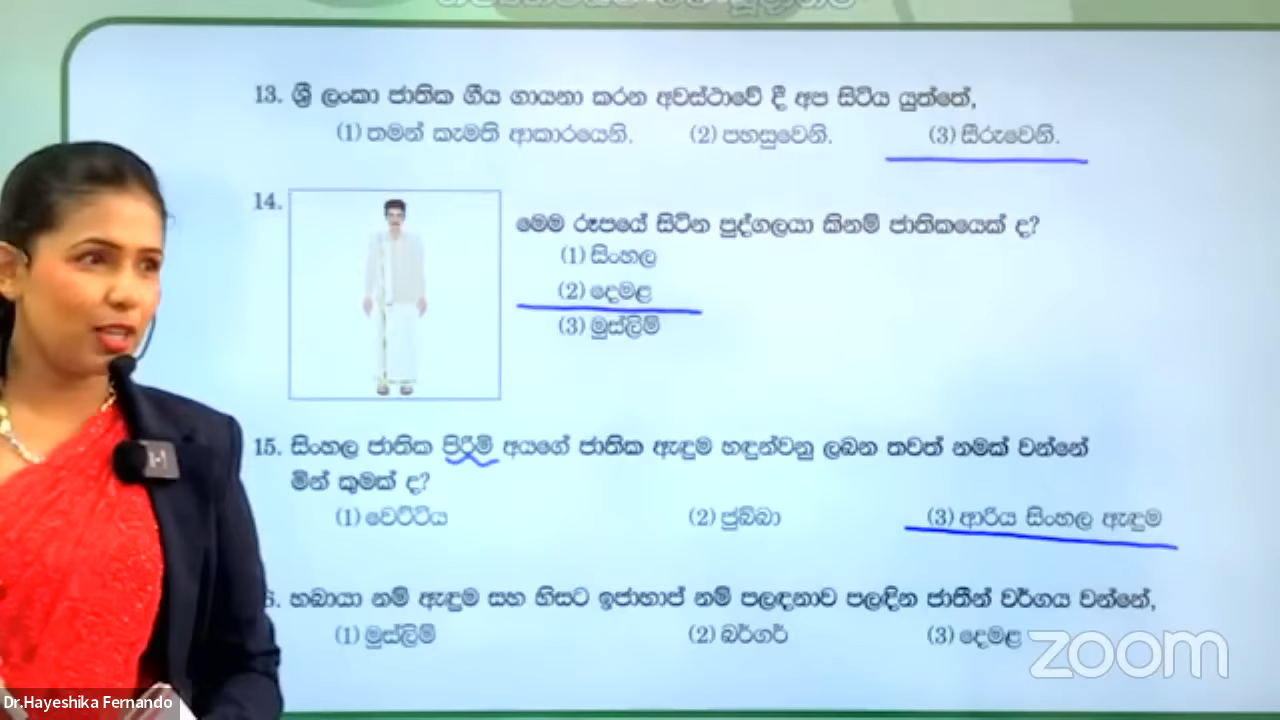 13. ශ්‍රී ලංකා ජාතික ගීය ගායනා කරන අවස්ථාවේ දී අප සිටිය යුත්තේ,
(1) තමන් කැමති ආකාරයෙනි. (2) පහසුවෙනි. (3) සීරුවෙනි.
14. මෙම රූපයේ සිටින පුද්ගලයා කිනම් ජාතිකයෙක් ද?
(1) සිංහල
(2) දෙමළ
(3) මුස්ලිම්
15. සිංහල ජාතික පිරිමි අයගේ ජාතික ඇඳුම හඳුන්වනු ලබන තවත් නමක් වන්නේ
මින් කුමක් ද?
(1) වෙට්ටිය (2) ජුබ්බා (3) ආරිය සිංහල ඇඳුම
6. හබායා නම් ඇඳුම සහ හිසට ඉජාභාප් නම් පලඳනාව පලඳින ජාතීන් වර්ගය වන්නේ,
(1) මුස්ලිම් (2) බර්ගර් (3) දෙමළ
zoom
Dr.Hayeshika Fernando